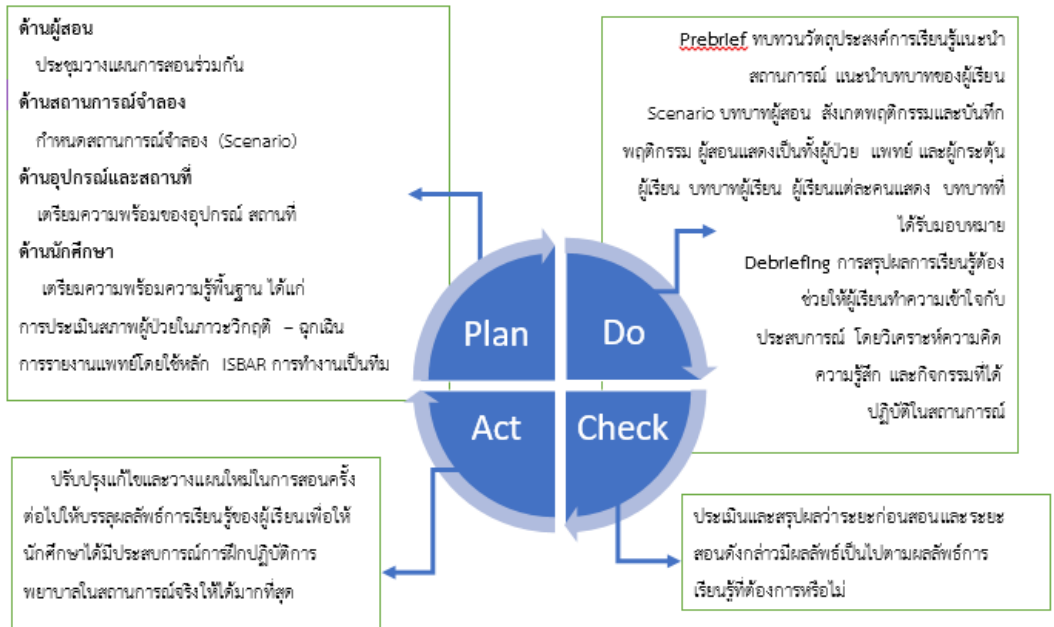 ด้านผู้สอน
ประชุมวางแผนการสอนร่วมกัน
ด้านสถานการณ์จำลอง
กำหนดสถานการณ์จำลอง (Scenario)
ด้านอุปกรณ์และสถานที่
เตรียมความพร้อมของอุปกรณ์ สถานที่
ด้านนักศึกษา
เตรียมความพร้อมความรู้พื้นฐาน ได้แก่
การประเมินสภาพผู้ป่วยในภาวะวิกฤติ – ฉุกเฉิน
การรายงานแพทย์โดยใช้หลัก ISBAR การทำงานเป็นทีม
Prebrief ทบทวนวัตถุประสงค์การเรียนรู้แนะนำ
สถานการณ์ แนะนำบทบาทของผู้เรียน
Scenario บทบาทผู้สอน สังเกตพฤติกรรมและบันทึก
พฤติกรรม ผู้สอนแสดงเป็นทั้งผู้ป่วย แพทย์ และผู้กระตุ้น
ผู้เรียน บทบาทผู้เรียน ผู้เรียนแต่ละคนแสดง บทบาทที่
ได้รับมอบหมาย
Debriefing การสรุปผลการเรียนรู้ต้อง
ช่วยให้ผู้เรียนทำความเข้าใจกับ
ประสบการณ์ โดยวิเคราะห์ความคิด
ความรู้สึก และกิจกรรมที่ได้
ปฏิบัติในสถานการณ์
Plan
Do
Act
Check
ปรับปรุงแก้ไขและวางแผนใหม่ในการสอนครั้ง
ต่อไปให้บรรลุผลลัพธ์การเรียนรู้ของผู้เรียนเพื่อให้
นักศึกษาได้มีประสบการณ์การฝึกปฏิบัติการ
พยาบาลในสถานการณ์จริงให้ได้มากที่สุด
ประเมินและสรุปผลว่าระยะก่อนสอนและระยะ
สอนดังกล่าวมีผลลัพธ์เป็นไปตามผลลัพธ์การ
เรียนรู้ที่ต้องการหรือไม่